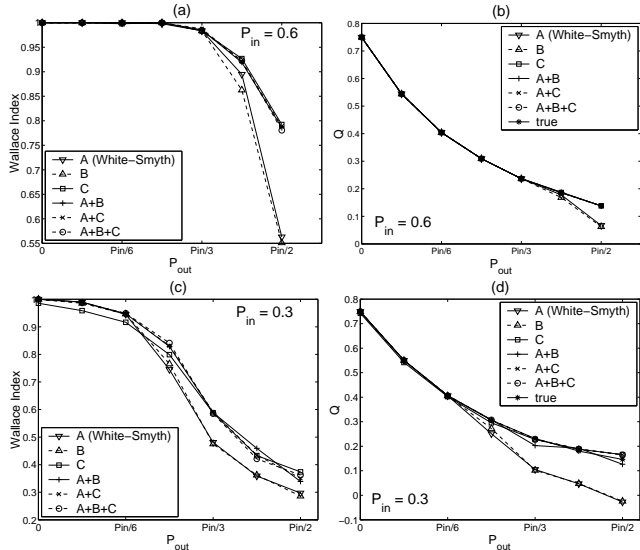 (a)
P_in = 0.6
Wallace Index
1
0.95
0.9
0.85
0.8
0.75
0.7
0.65
0.6
0.55
A (White−Smyth)
B
C
A+B
A+C
A+B+C
0 Pin/6 Pin/3 Pin/2
P_out
(b)
Q
0.8
0.7
0.6
0.5
0.4
0.3
0.2
0.1
0
A (White−Smyth)
B
C
A+B
A+C
A+B+C
true
P_in = 0.6
0 Pin/6 Pin/3 Pin/2
P_out
(c)
P_in = 0.3
Wallace Index
1
0.9
0.8
0.7
0.6
0.5
0.4
0.3
0.2
A (White−Smyth)
B
C
A+B
A+C
A+B+C
0 Pin/6 Pin/3 Pin/2
P_out
(d)
Q
0.8
0.7
0.6
0.5
0.4
0.3
0.2
0.1
0
−0.1
A (White−Smyth)
B
C
A+B
A+C
A+B+C
true
P_in = 0.3
0 Pin/6 Pin/3 Pin/2
P_out